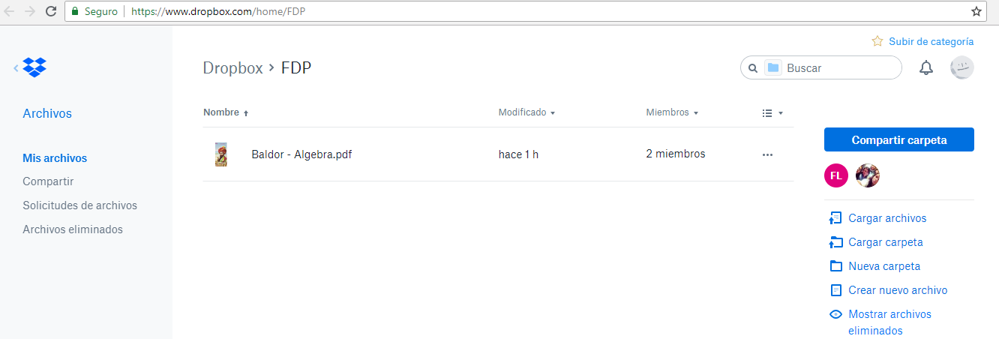 Seguro https://www.dropbox.com/home/FDP
Subir de categoría
Dropbox > FDP
Buscar
Archivos
Nombre Modificado Miembros
Compartir carpeta
Mis archivos
Baldor - Algebra.pdf hace 1 h 2 miembros
FL
Compartir
Solicitudes de archivos
Archivos eliminados
Cargar archivos
Cargar carpeta
Nueva carpeta
Crear nuevo archivo
Mostrar archivos
eliminados